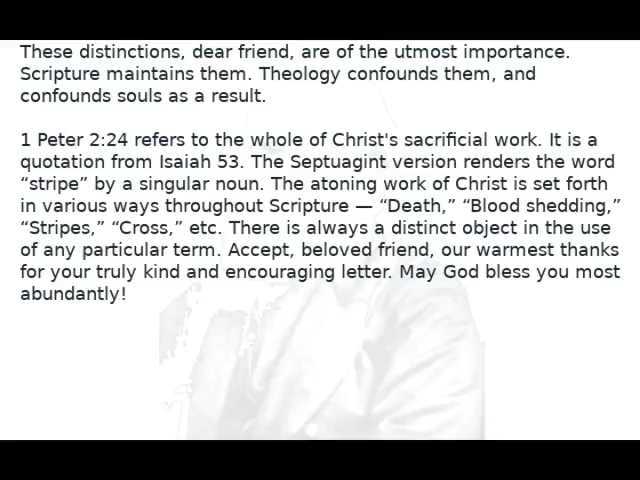 These distinctions, dear friend, are of the utmost importance.
Scripture maintains them. Theology confounds them, and
confounds souls as a result.
1 Peter 2:24 refers to the whole of Christ's sacrificial work. It is a
quotation from Isaiah 53. The Septuagint version renders the word
“stripe” by a singular noun. The atoning work of Christ is set forth
in various ways throughout Scripture — “Death,” “Blood shedding,”
“Stripes,” “Cross,” etc. There is always a distinct object in the use
of any particular term. Accept, beloved friend, our warmest thanks
for your truly kind and encouraging letter. May God bless you most
abundantly!